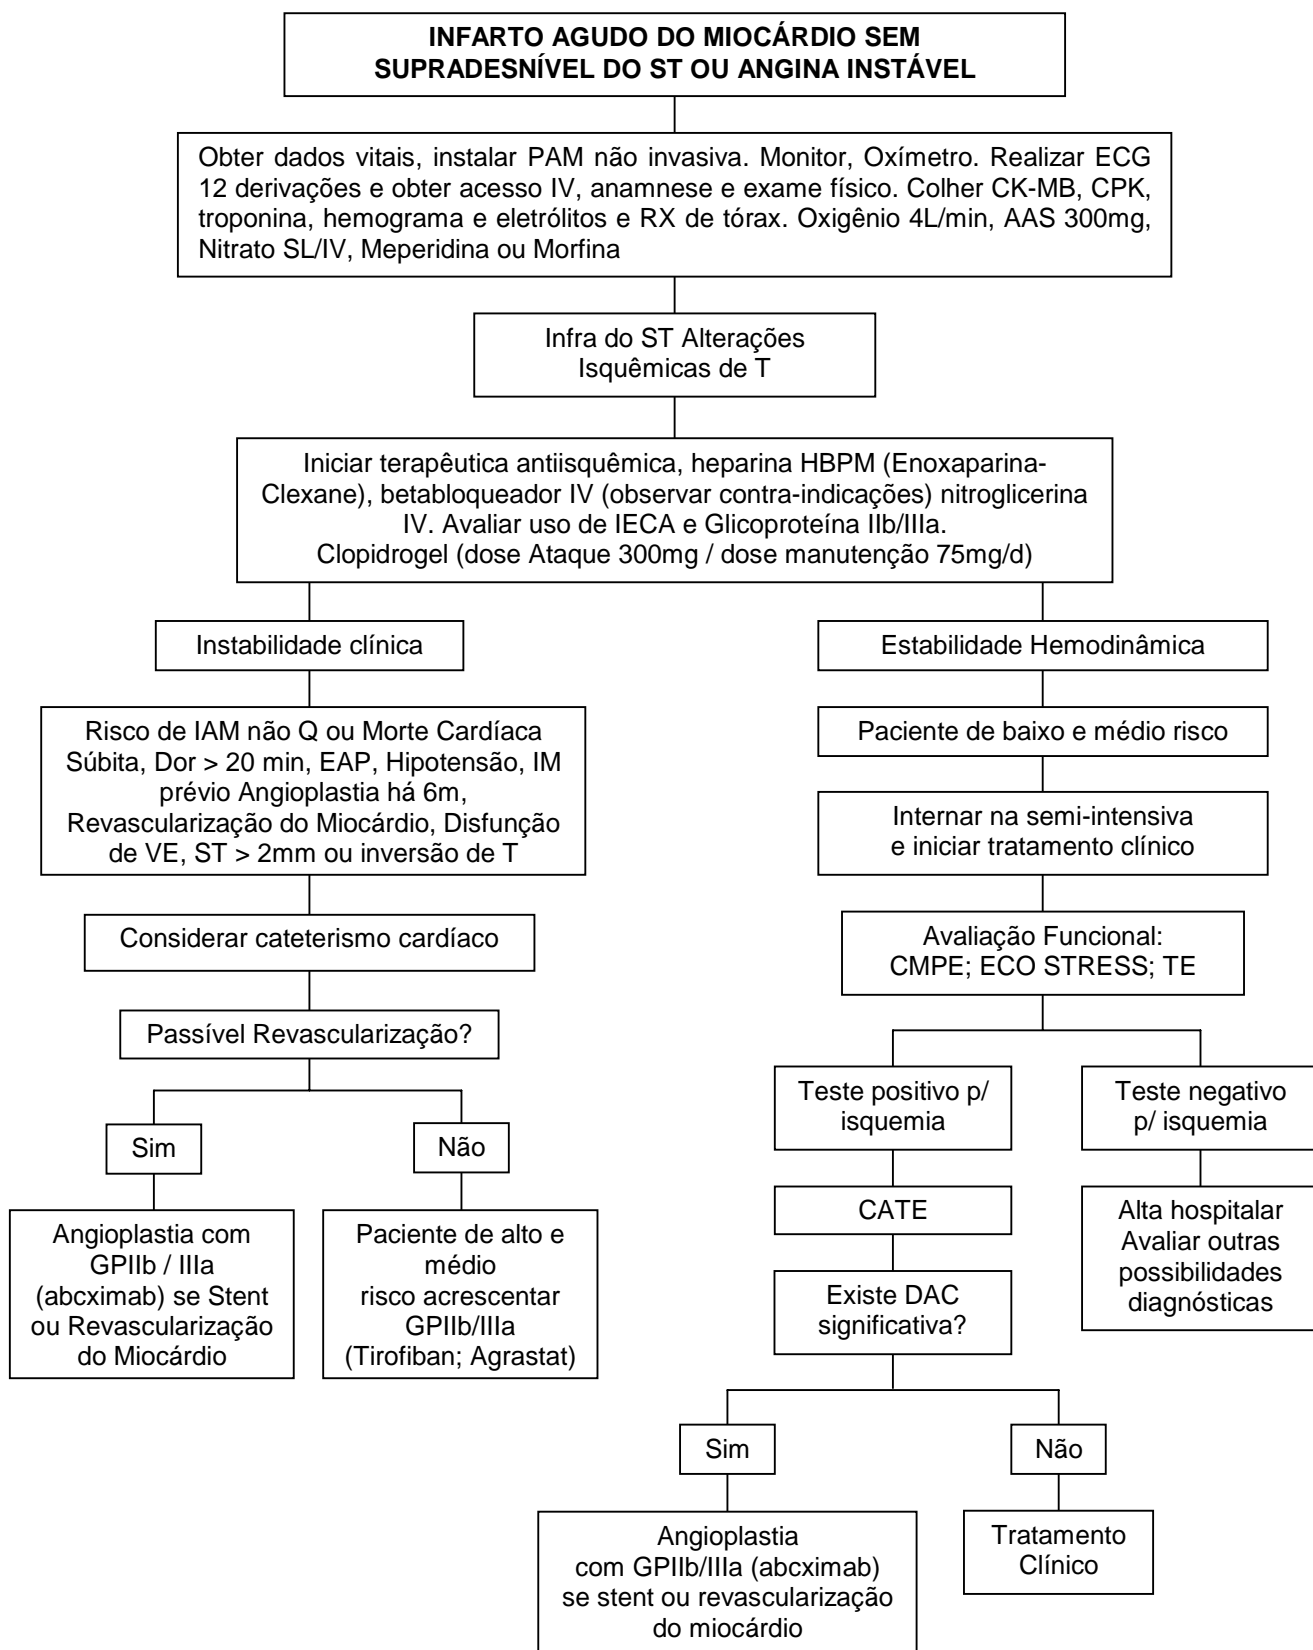 INFARTO AGUDO DO MIOCÁRDIO SEM
SUPRADESNÍVEL DO ST OU ANGINA INSTÁVEL
Obter dados vitais, instalar PAM não invasiva. Monitor, Oxímetro. Realizar ECG
12 derivações e obter acesso IV, anamnese e exame físico. Colher CK-MB, CPK,
troponina, hemograma e eletrólitos e RX de tórax. Oxigênio 4L/min, AAS 300mg,
Nitrato SL/IV, Meperidina ou Morfina
Infra do ST Alterações
Isquêmicas de T
Iniciar terapêutica antiisquêmica, heparina HBPM (Enoxaparina-
Clexane), betabloqueador IV (observar contra-indicações) nitroglicerina
IV. Avaliar uso de IECA e Glicoproteína IIb/IIIa.
Clopidrogel (dose Ataque 300mg / dose manutenção 75mg/d)
Instabilidade clínica
Risco de IAM não Q ou Morte Cardíaca
Súbita, Dor > 20 min, EAP, Hipotensão, IM
prévio Angioplastia há 6m,
Revascularização do Miocárdio, Disfunção
de VE, ST > 2mm ou inversão de T
Considerar cateterismo cardíaco
Passível Revascularização?
Sim
Não
Angioplastia com
GPIIb / IIIa
(abcximab) se Stent
ou Revascularização
do Miocárdio
Paciente de alto e
médio
risco acrescentar
GPIIb/IIIa
(Tirofiban; Agrastat)
Estabilidade Hemodinâmica
Paciente de baixo e médio risco
Internar na semi-intensiva
e iniciar tratamento clínico
Avaliação Funcional:
CMPE; ECO STRESS; TE
Teste positivo p/
isquemia
Teste negativo
p/ isquemia
CATE
Alta hospitalar
Avaliar outras
possibilidades
diagnósticas
Existe DAC
significativa?
Sim
Não
Angioplastia
com GPIIb/IIIa (abcximab)
se stent ou revascularização
do miocárdio
Tratamento
Clínico